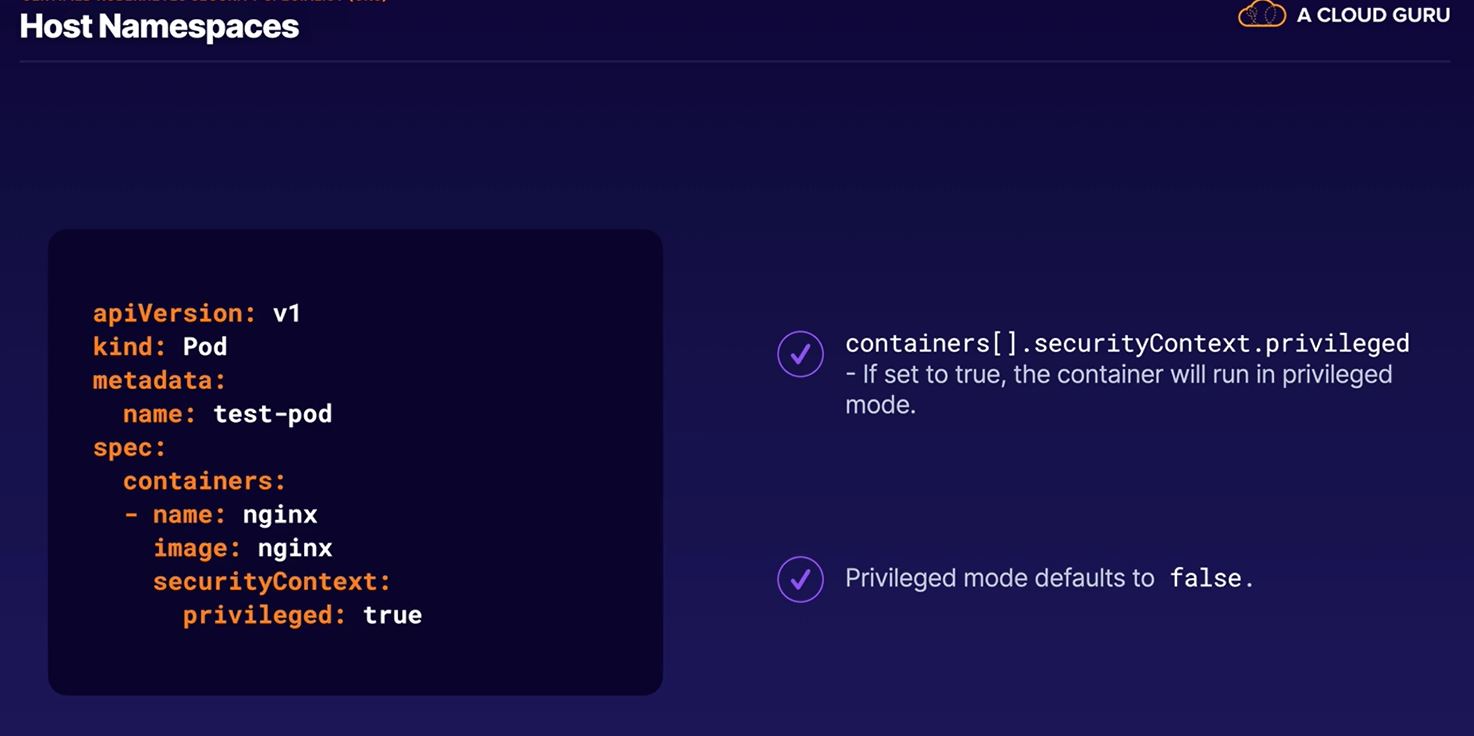 Host Namespaces
A CLOUD GURU
apiVersion: v1
kind: Pod
metadata:
  name: test-pod
spec:
  containers:
  - name: nginx
    image: nginx
    securityContext:
      privileged: true
containers[].securityContext.privileged
- If set to true, the container will run in privileged
mode.
Privileged mode defaults to false.